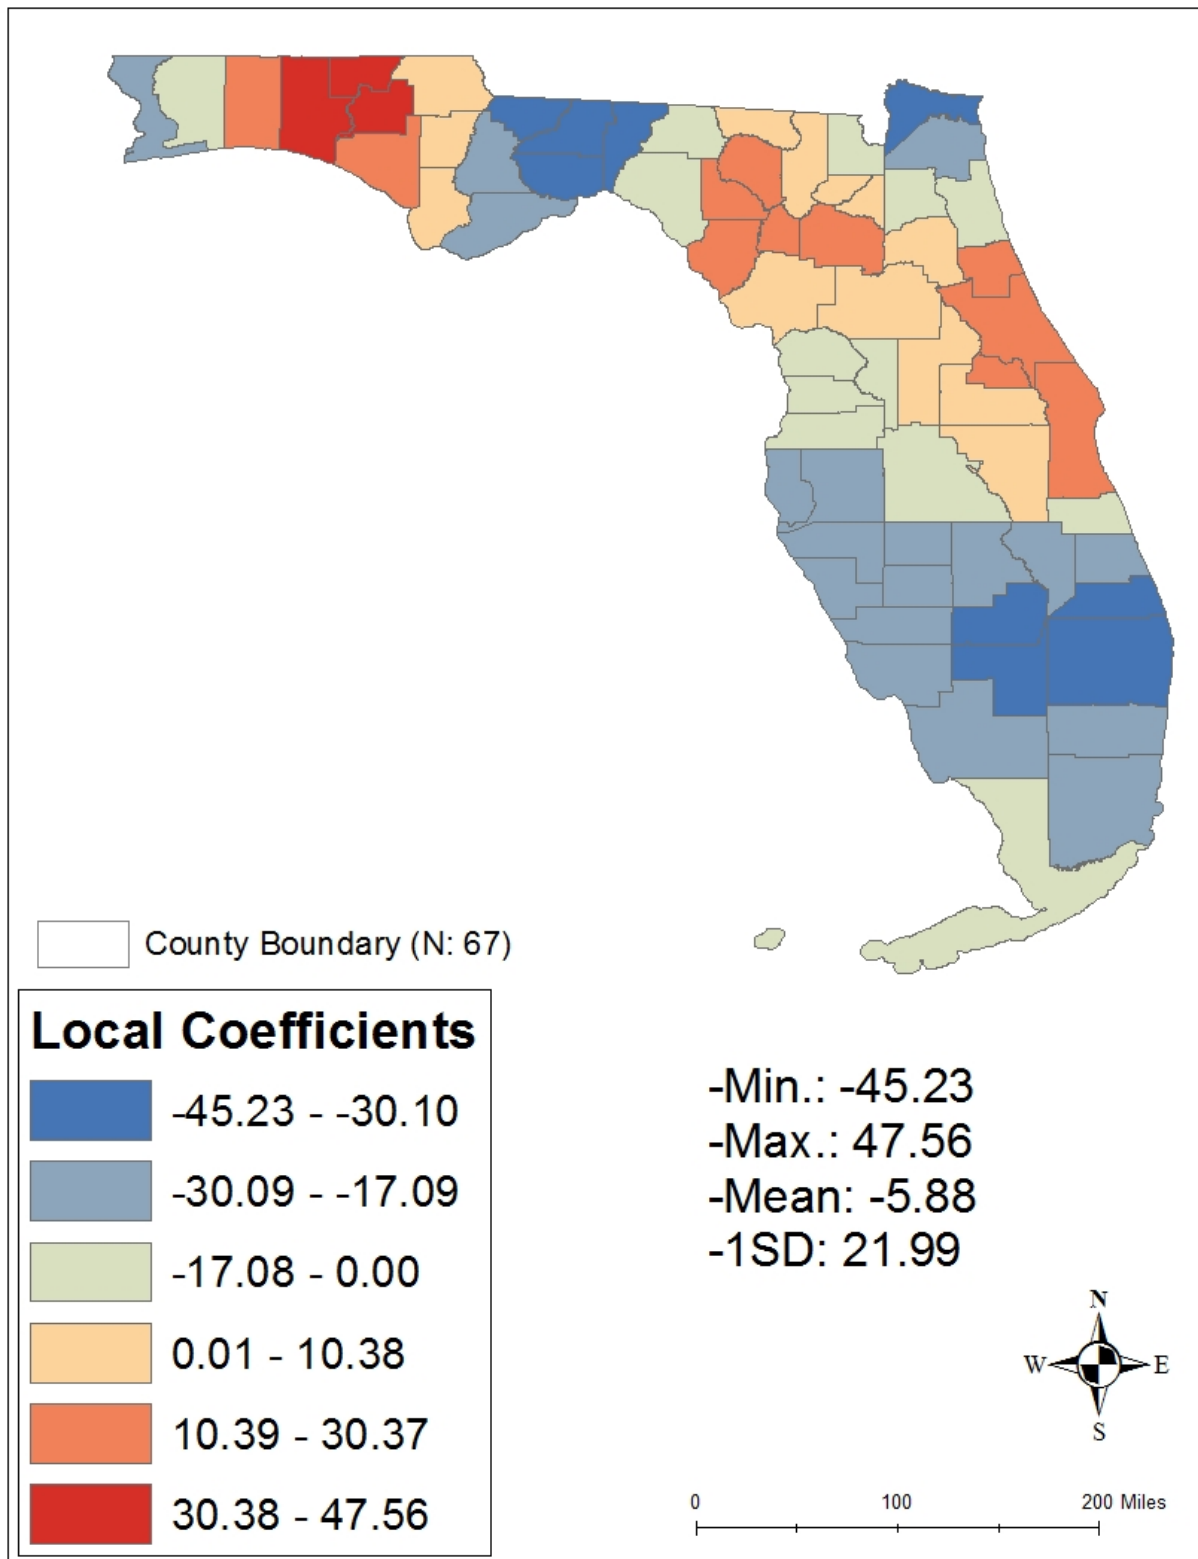 County Boundary (N: 67)
Local Coefficients
-45.23 - -30.10
-30.09 - -17.09
-17.08 - 0.00
0.01 - 10.38
10.39 - 30.37
30.38 - 47.56
-Min.: -45.23
-Max.: 47.56
-Mean: -5.88
-1SD: 21.99
N
W E
S
0 100 200 Miles